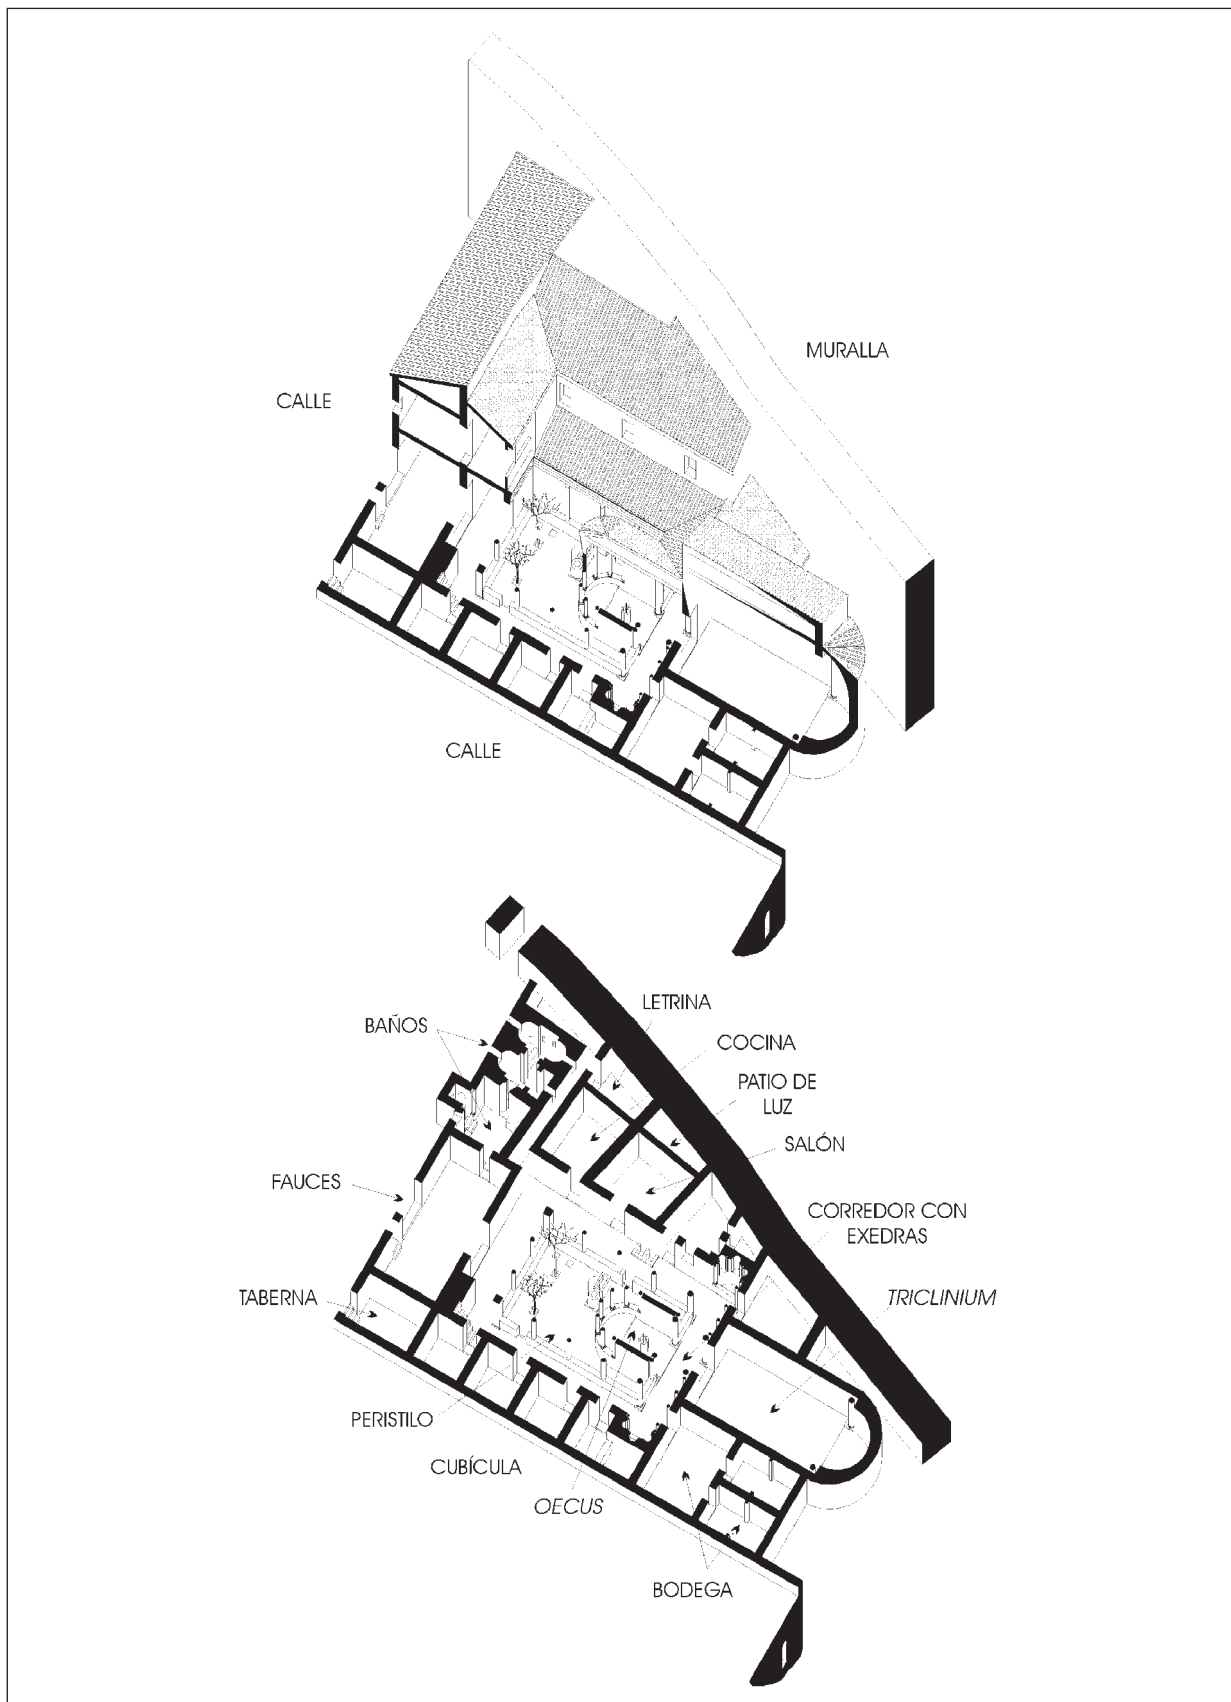 MURALLA
CALLE
CALLE
LETRINA
BAÑOS
COCINA
PATIO DE
LUZ
SALÓN
FAUCES
CORREDOR CON
EXEDRAS
TABERNA
TRICLINIUM
PERISTILO
CUBÍCULA
OECUS
BODEGA